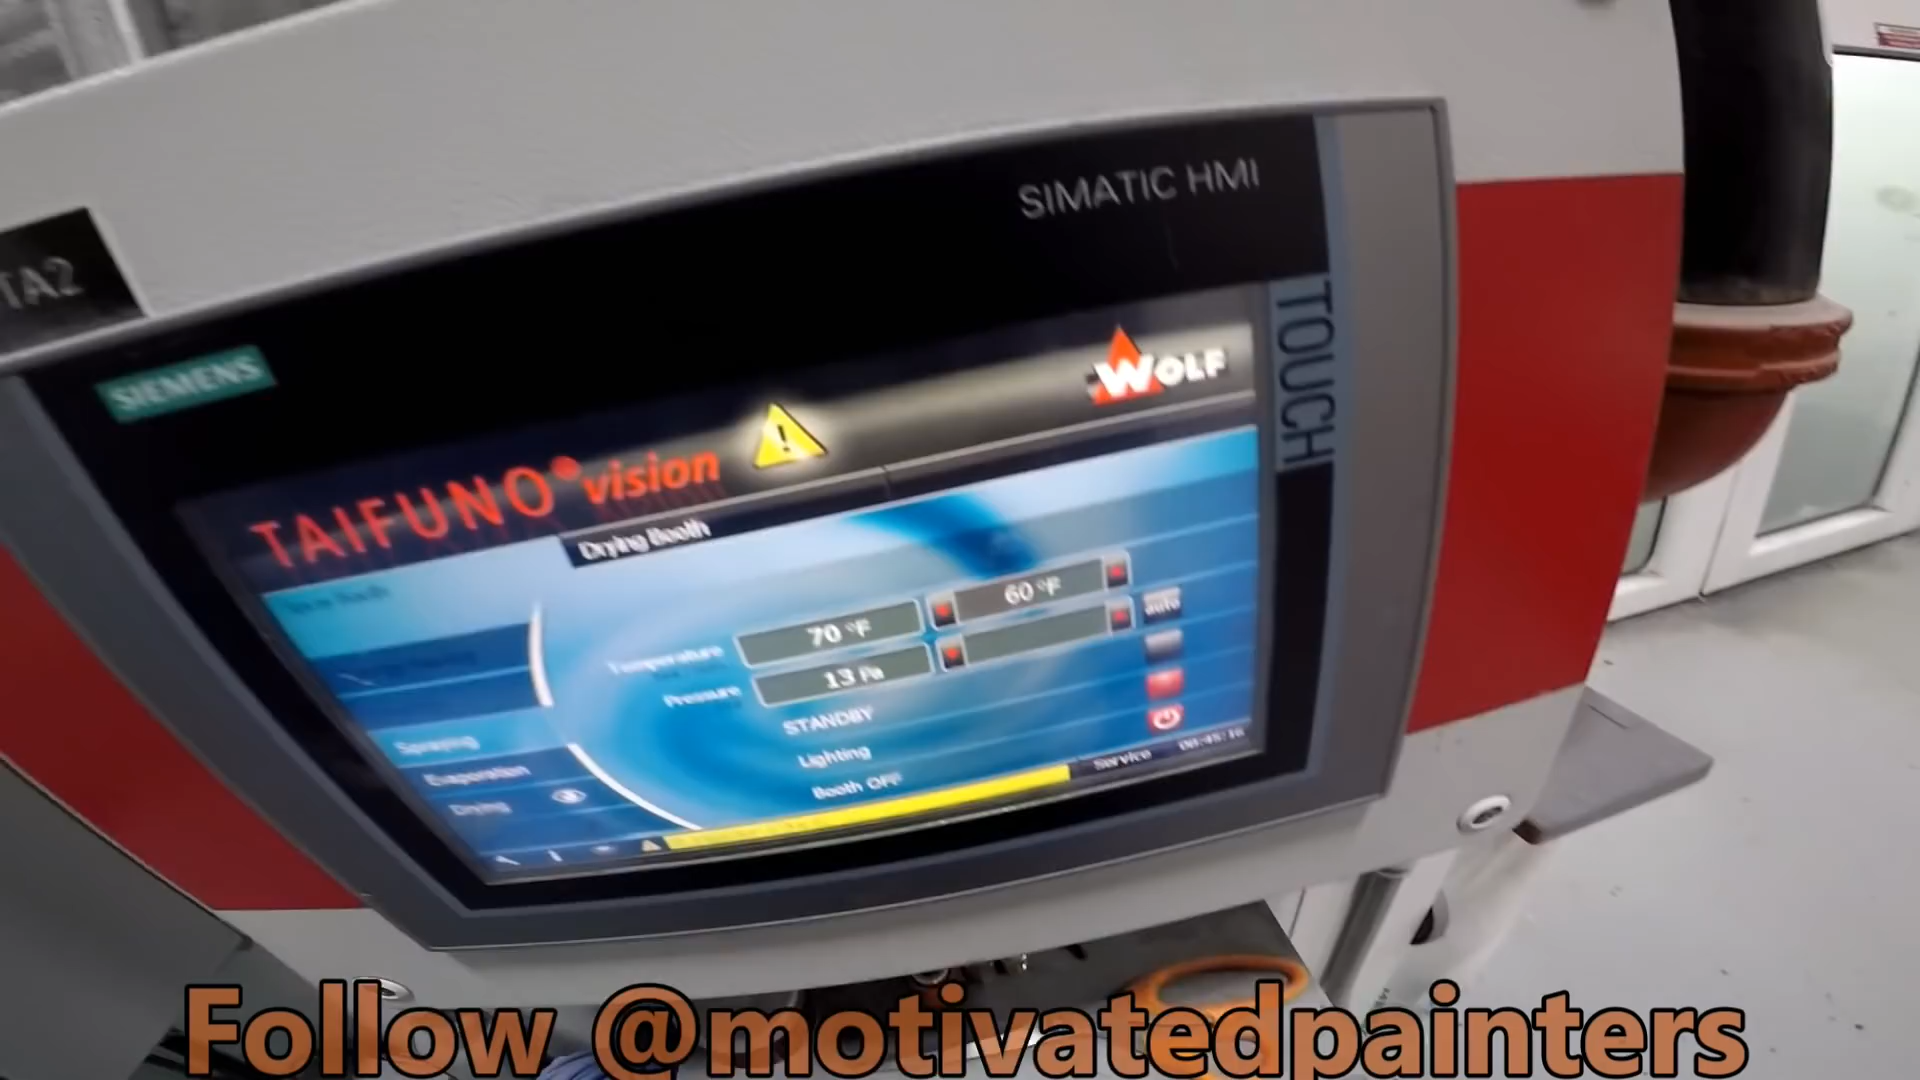 TA2
SIMATIC HMI
SIEMENS
TOUCH
WOLF
TAIFUNO vision
Drying Booth
Temperature 70 °F 60 °F
Pressure 13 Pa auto
STANDBY
Lighting
Booth OFF
Spraying
Evaporation
Drying
Service
Follow @motivatedpainters